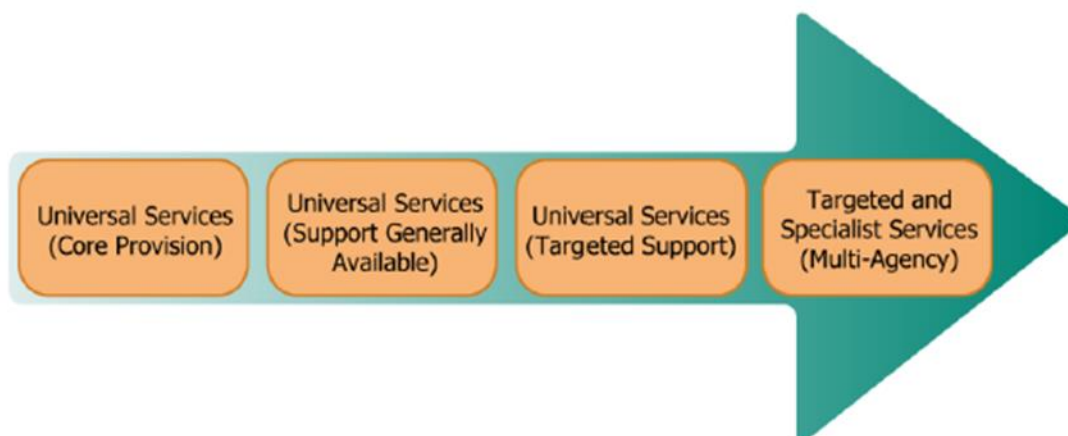 Universal Services
(Core Provision)
Universal Services
(Support Generally
Available)
Universal Services
(Targeted Support)
Targeted and
Specialist Services
(Multi-Agency)